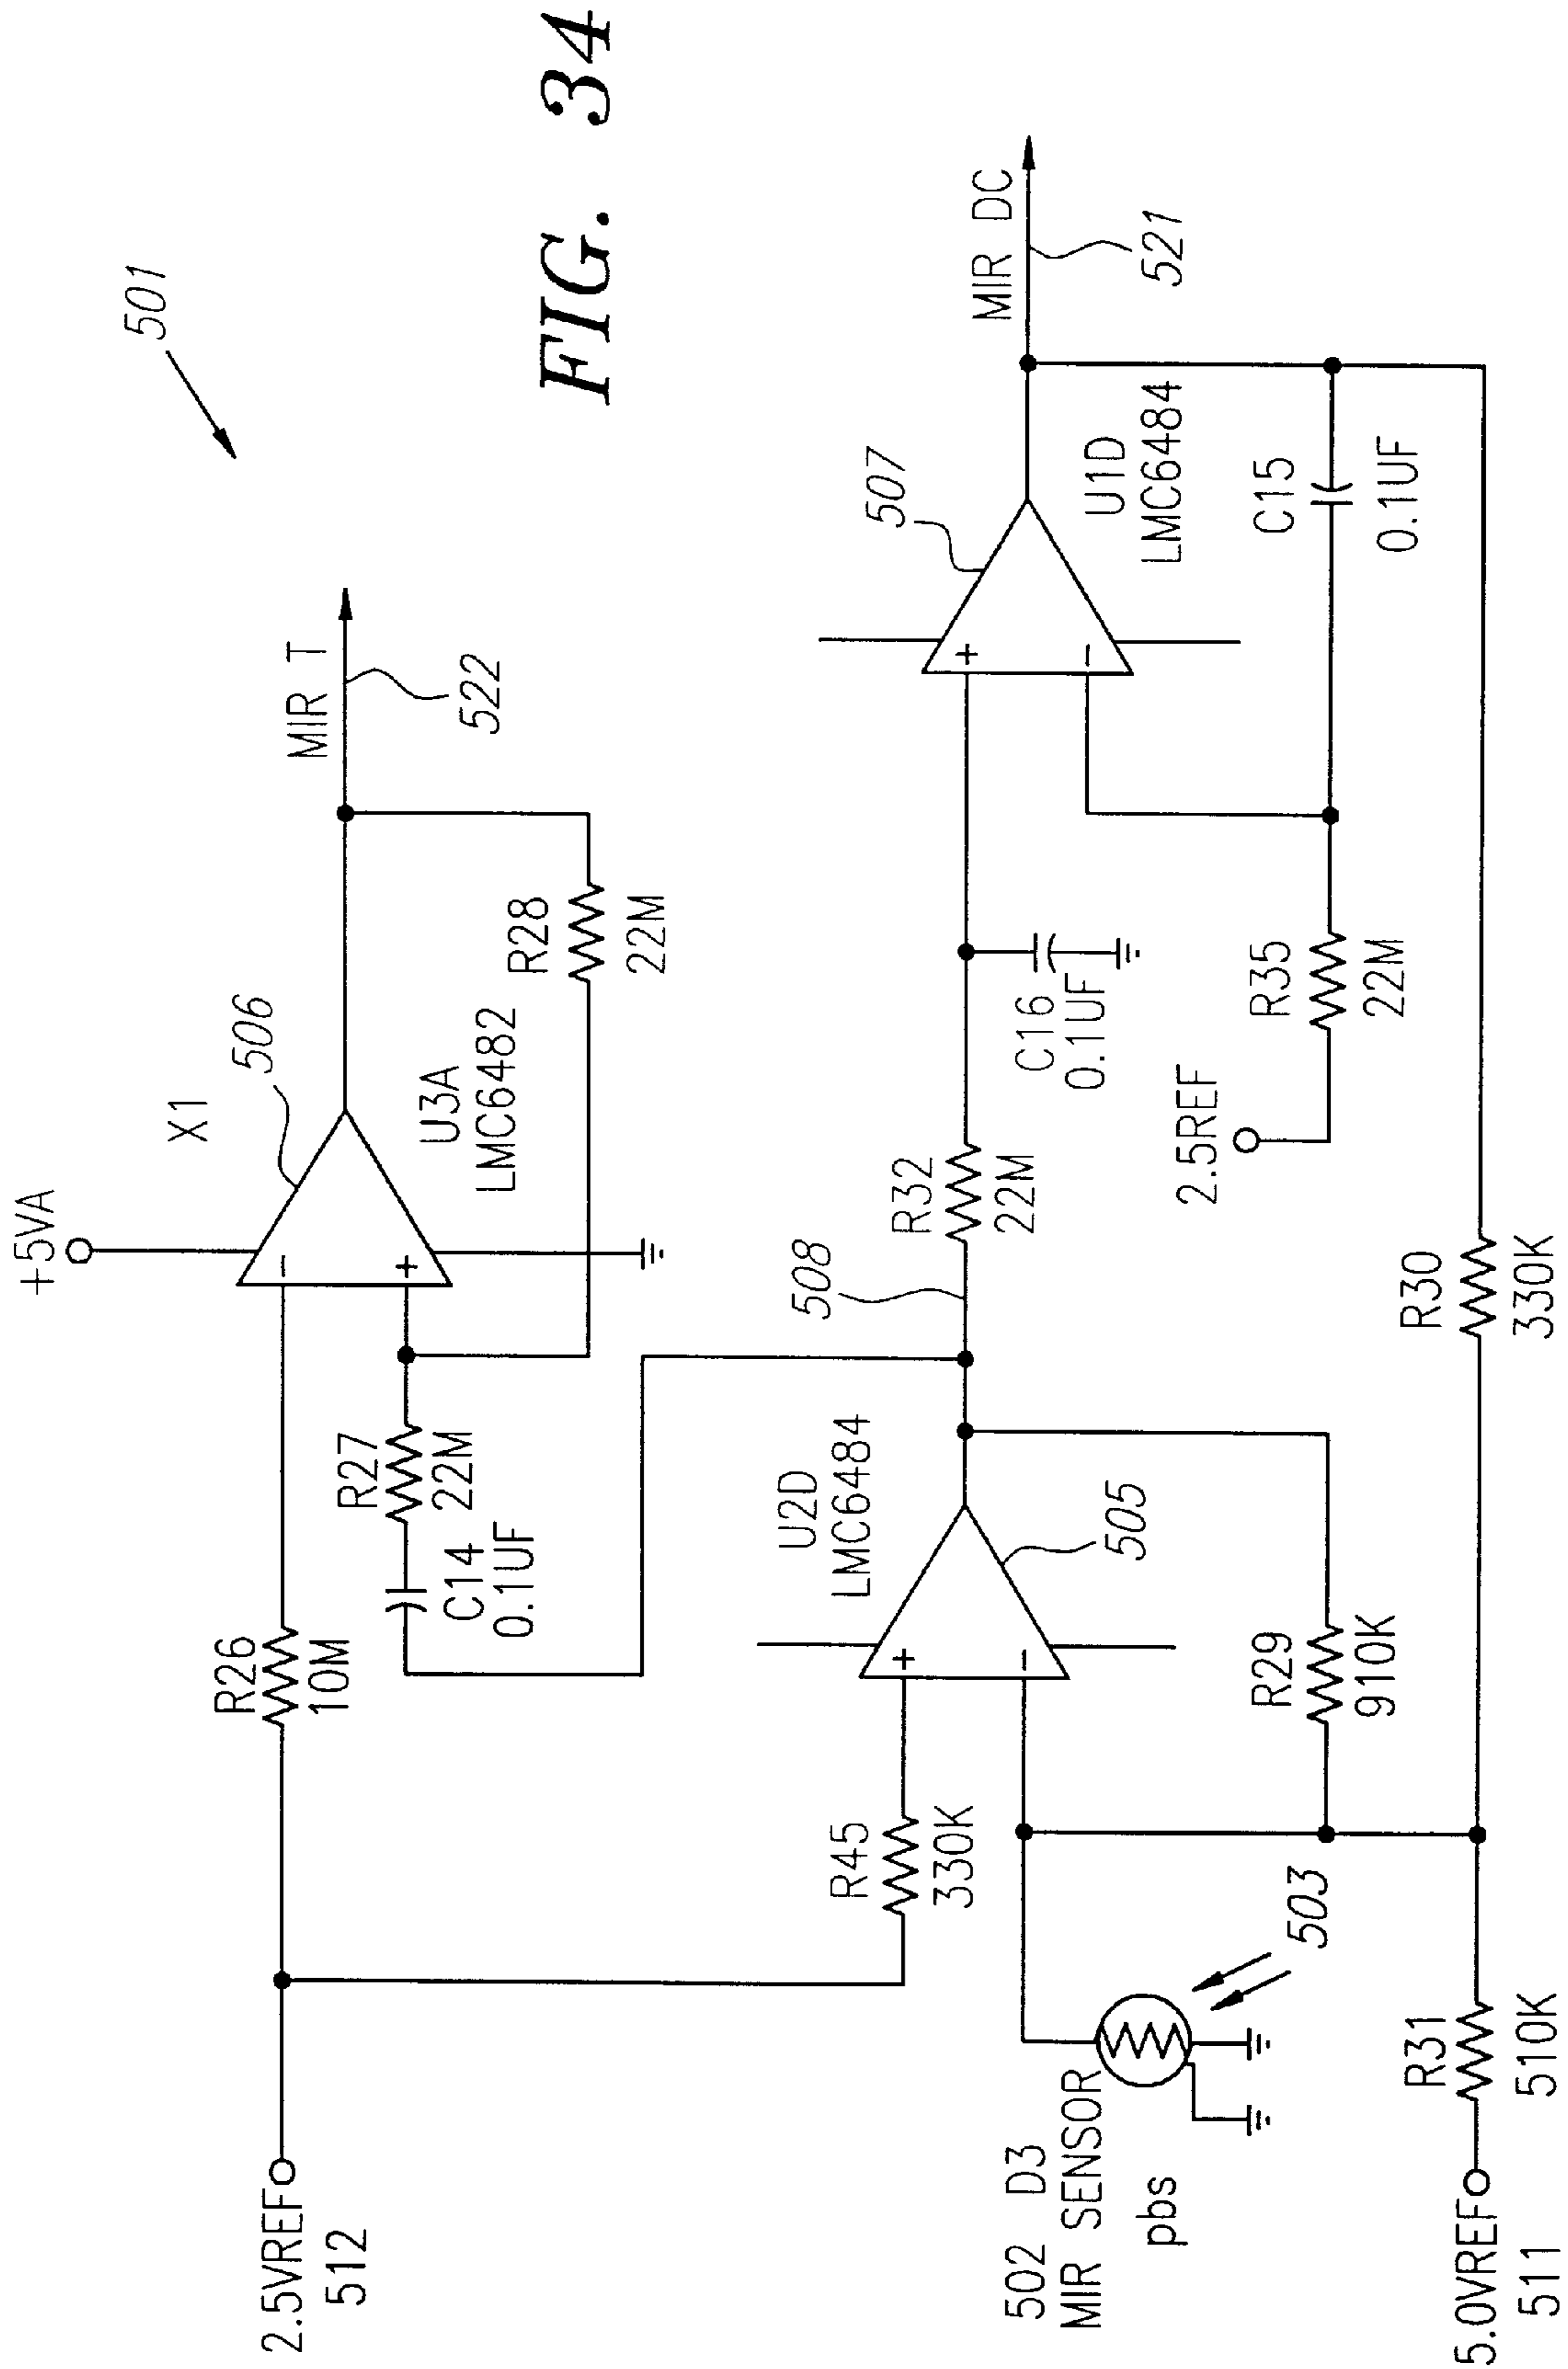 FIG. 34
501
+5VA
X1
506
MIR T
522
U3A
LMC6482
R28
22M
R26
10M
R27
22M
C14
0.1UF
2.5VREF
512
508
R32
22M
C16
0.1UF
507
U1D
LMC6484
MIR DC
521
C15
0.1UF
R35
22M
2.5REF
U2D
LMC6484
505
R45
330K
R29
910K
R30
330K
503
502 D3
MIR SENSOR
pbs
R31
510K
5.0VREF
511
+
-
+
-
+
-